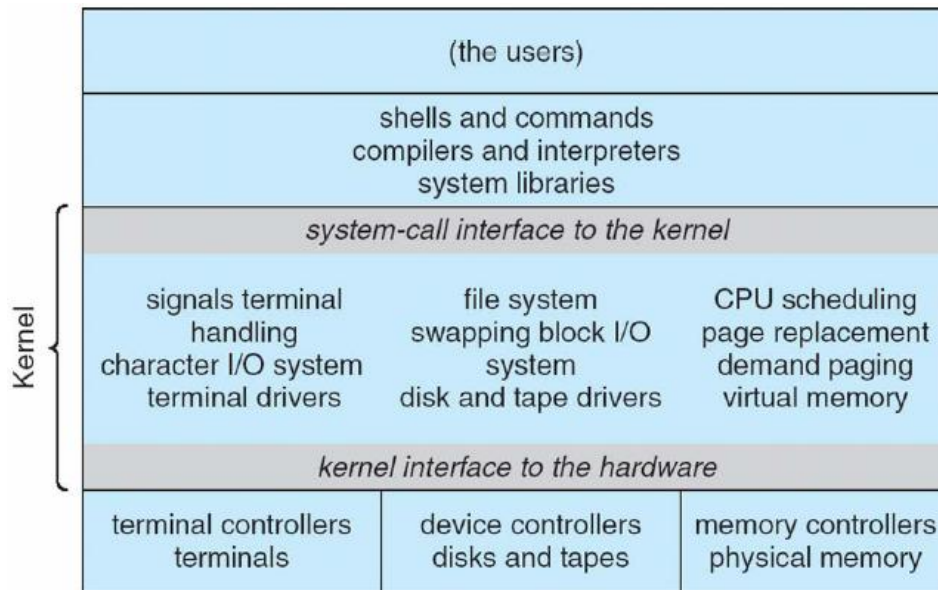 (the users)
shells and commands
compilers and interpreters
system libraries
Kernel
system-call interface to the kernel
signals terminal
handling
character I/O system
terminal drivers
file system
swapping block I/O
system
disk and tape drivers
CPU scheduling
page replacement
demand paging
virtual memory
kernel interface to the hardware
terminal controllers
terminals
device controllers
disks and tapes
memory controllers
physical memory